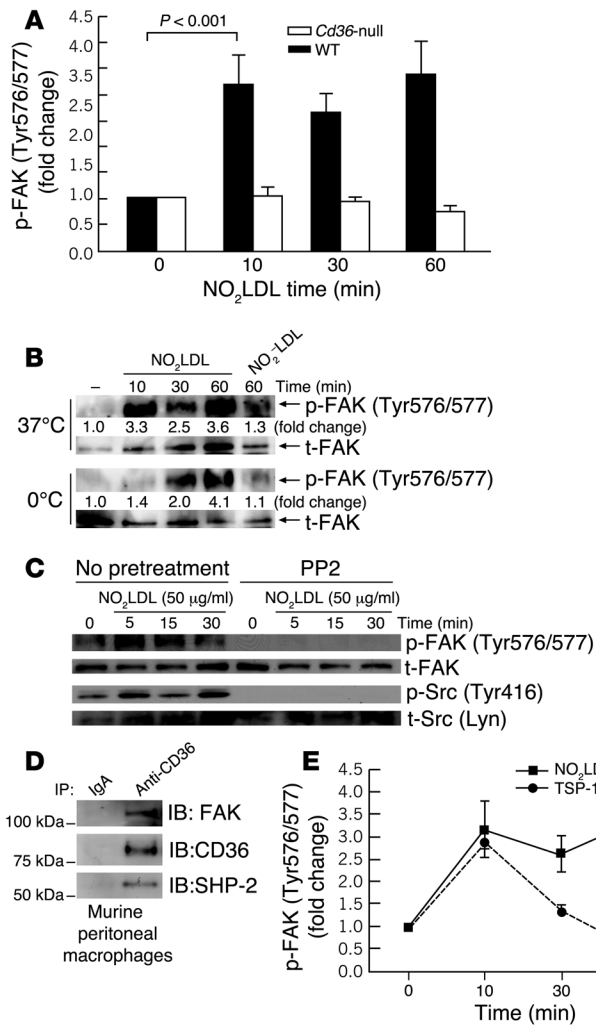 A
4.5
4.0
3.5
3.0
2.5
2.0
1.5
1.0
0.5
0.0
p-FAK (Tyr576/577)
(fold change)
P < 0.001
Cd36-null
WT
0 10 30 60
NO₂LDL time (min)
B
NO₂LDL NO₂⁻LDL
– 10 30 60 60 Time (min)
37°C
p-FAK (Tyr576/577)
1.0 3.3 2.5 3.6 1.3 (fold change)
t-FAK
0°C
p-FAK (Tyr576/577)
1.0 1.4 2.0 4.1 1.1 (fold change)
t-FAK
C
No pretreatment PP2
NO₂LDL (50 μg/ml) NO₂LDL (50 μg/ml)
0 5 15 30 0 5 15 30 Time (min)
p-FAK (Tyr576/577)
t-FAK
p-Src (Tyr416)
t-Src (Lyn)
D
IP: IgA Anti-CD36
100 kDa IB: FAK
75 kDa IB:CD36
50 kDa IB:SHP-2
Murine
peritoneal
macrophages
E
4.5
4.0
3.5
3.0
2.5
2.0
1.5
1.0
0.5
0.0
p-FAK (Tyr576/577)
(fold change)
NO₂LD
TSP-1
0 10 30
Time (min)